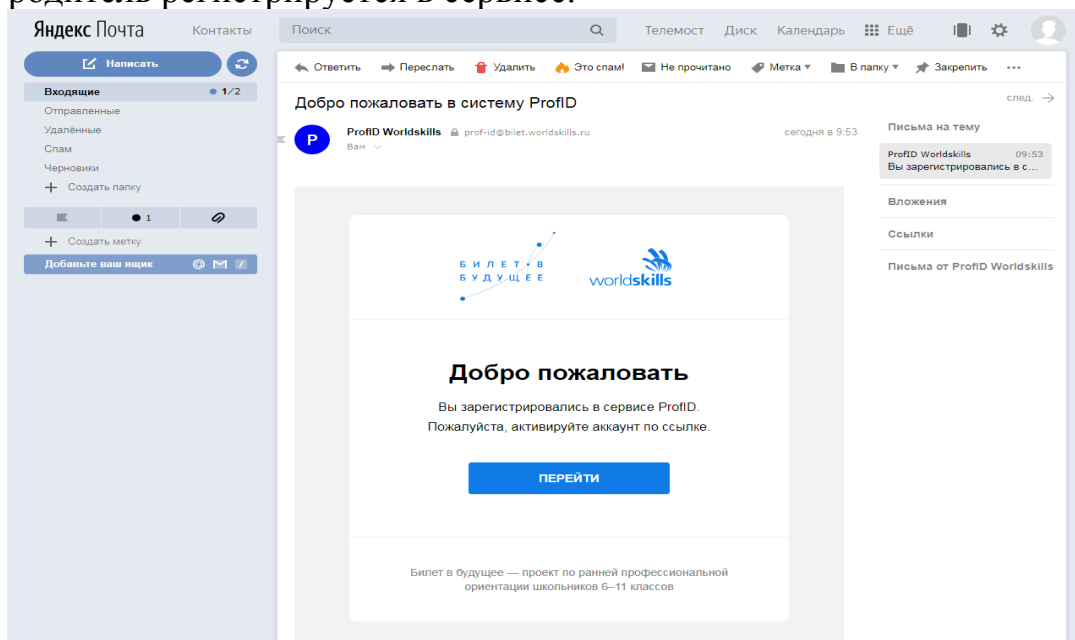 родитель регистрируется в сервисе.
Яндекс Почта Контакты Поиск Телемост Диск Календарь Ещё
Написать
Ответить Переслать Удалить Это спам! Не прочитано Метка В папку Закрепить
Входящие 1/2
Отправленные
Удалённые
Спам
Черновики
Создать папку
1
Создать метку
Добавьте ваш ящик
Добро пожаловать в систему ProfID
след.
P
ProfID Worldskills prof-id@bilet.worldskills.ru сегодня в 9:53
Вам
Письма на тему
ProfID Worldskills 09:53
Вы зарегистрировались в с...
Вложения
Ссылки
Письма от ProfID Worldskills
БИЛЕТ В
БУДУЩЕЕ
worldskills
Добро пожаловать
Вы зарегистрировались в сервисе ProfID.
Пожалуйста, активируйте аккаунт по ссылке.
ПЕРЕЙТИ
Билет в будущее — проект по ранней профессиональной
ориентации школьников 6–11 классов